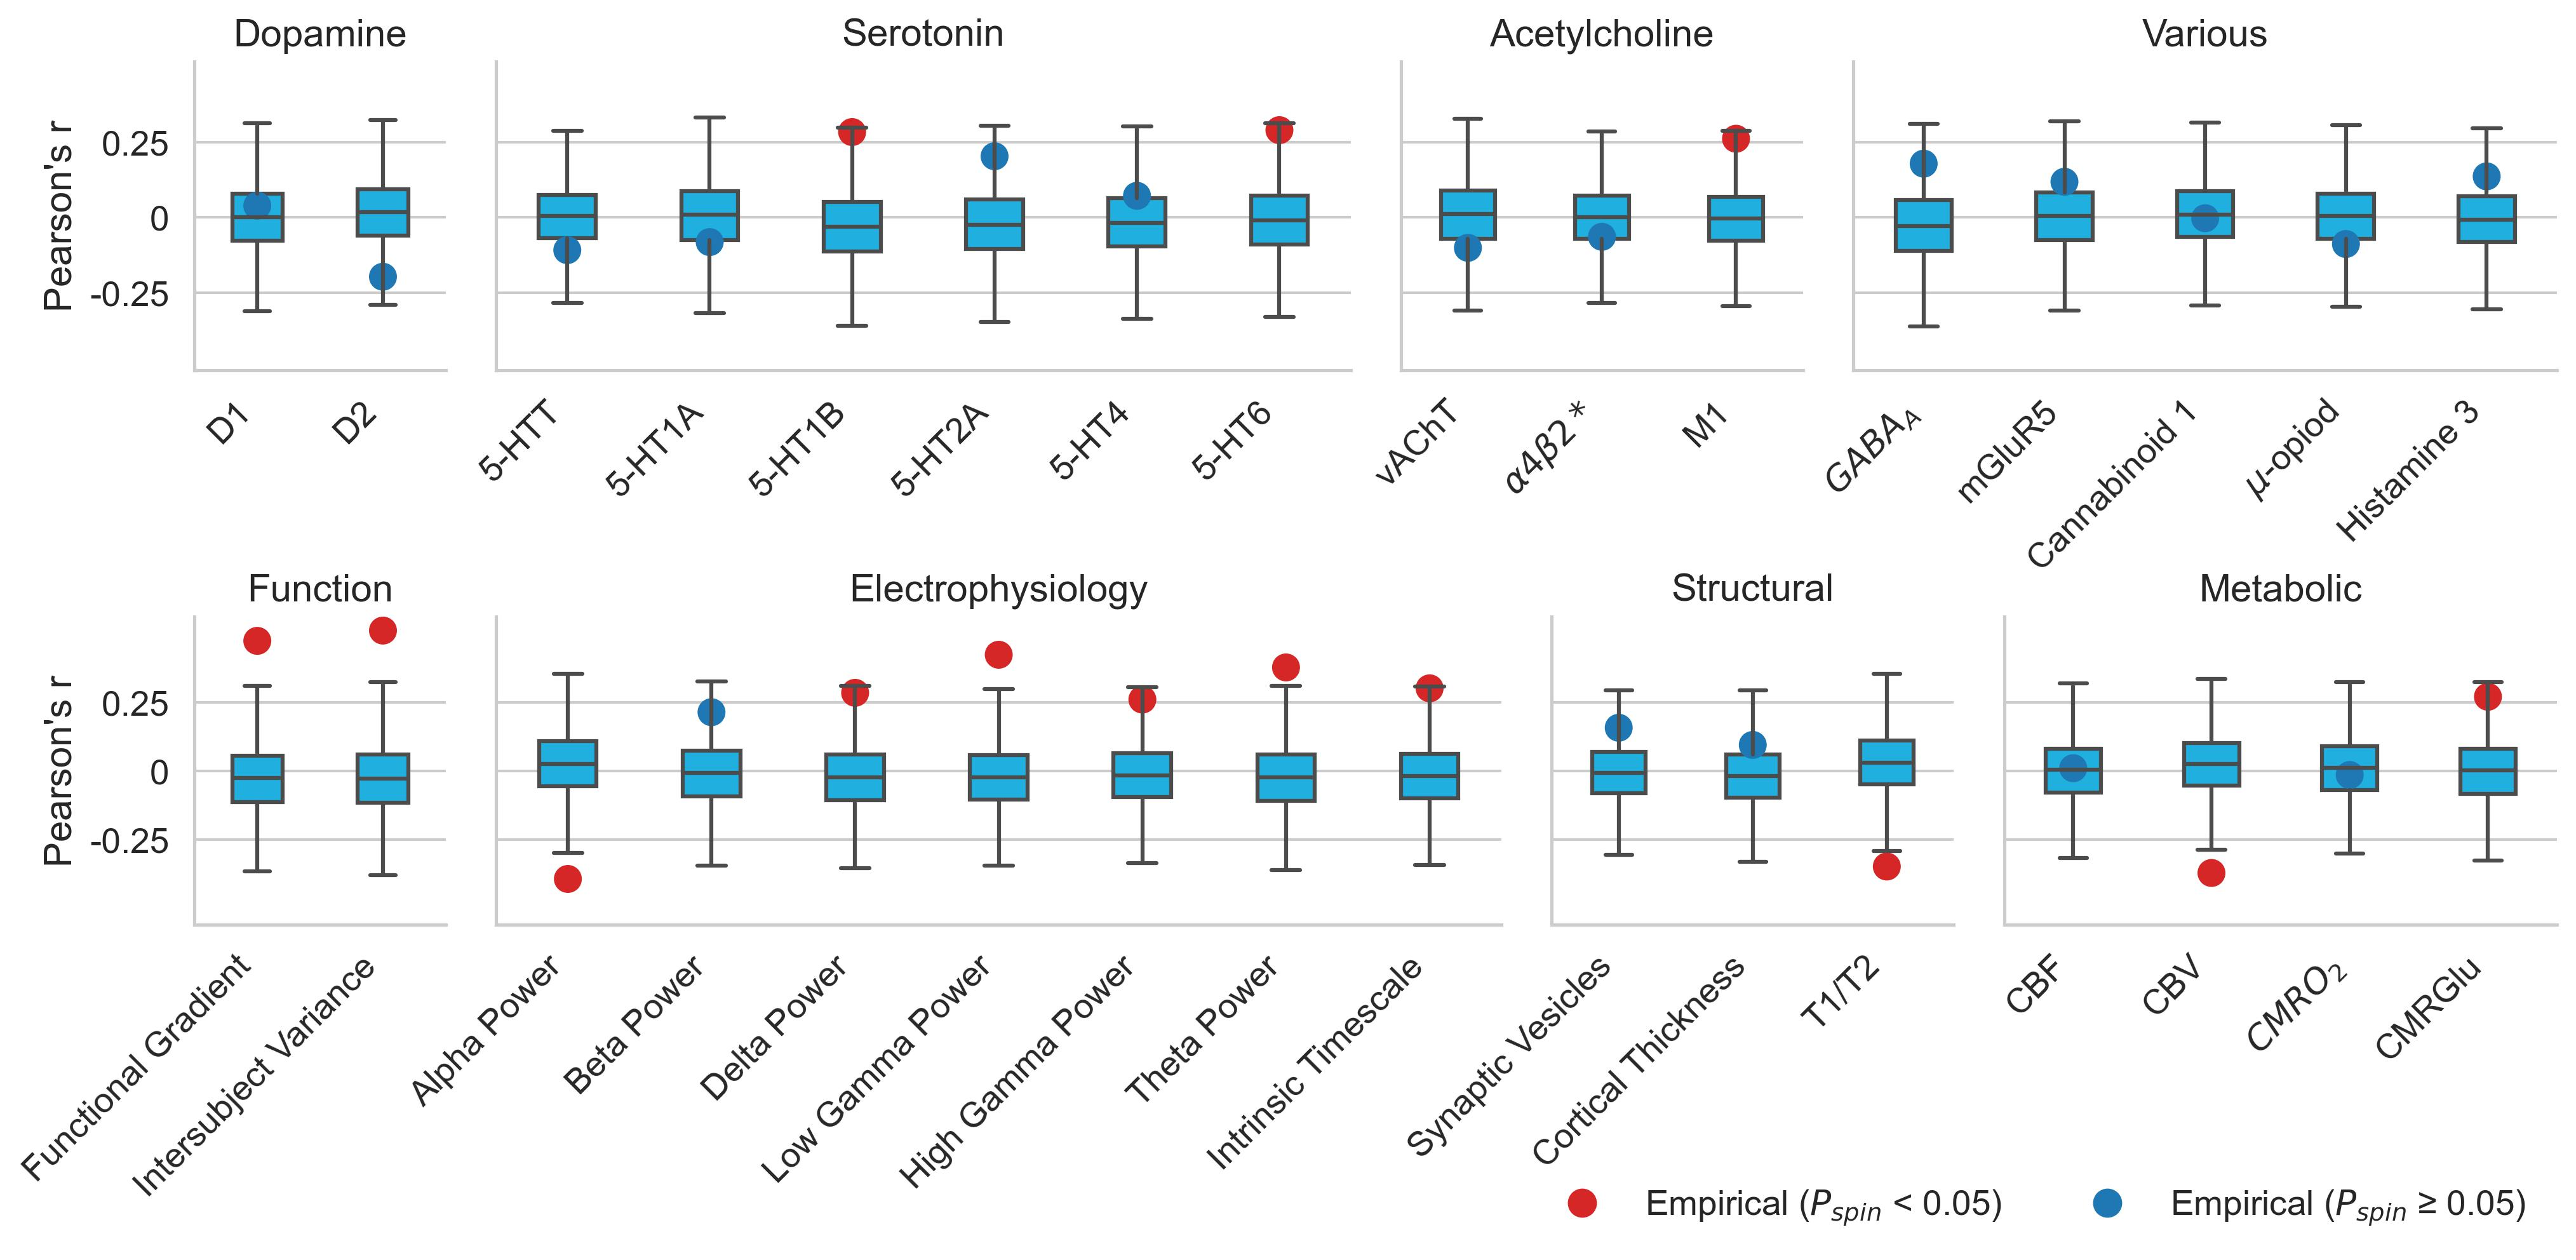 Dopamine Serotonin Acetylcholine Various
Pearson's r
0.25
0
-0.25
D1 D2 5-HTT 5-HT1A 5-HT1B 5-HT2A 5-HT4 5-HT6 vAChT α4β2* M1 GABA_A mGluR5 Cannabinoid 1 μ-opiod Histamine 3
Function Electrophysiology Structural Metabolic
Pearson's r
0.25
0
-0.25
Functional Gradient Intersubject Variance Alpha Power Beta Power Delta Power Low Gamma Power High Gamma Power Theta Power Intrinsic Timescale Synaptic Vesicles Cortical Thickness T1/T2 CBF CBV CMRO₂ CMRGlu
Empirical (P_spin < 0.05) Empirical (P_spin ≥ 0.05)